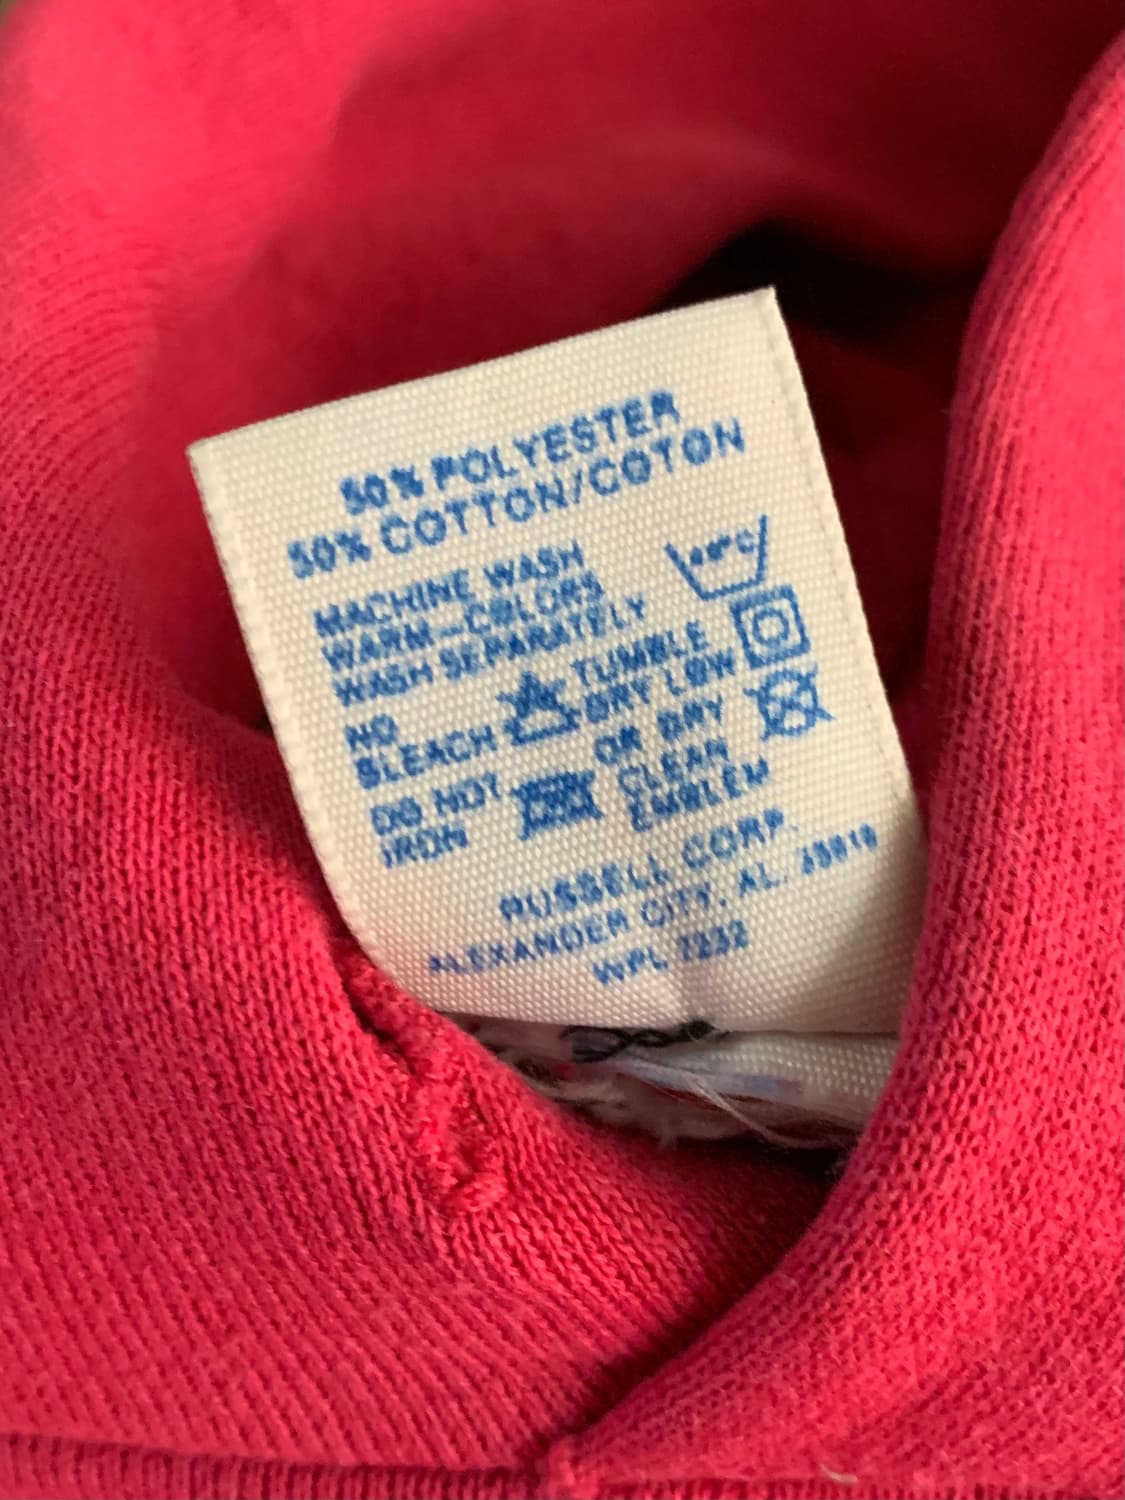 50% POLYESTER
50% COTTON/COTON
MACHINE WASH
WARM—COLORS
WASH SEPARATELY
NO
BLEACH
DO NOT
IRON
TUMBLE
DRY LOW
OR DRY
CLEAN
EMBLEM
RUSSELL CORP.
ALEXANDER CITY, AL.
WPL 7232